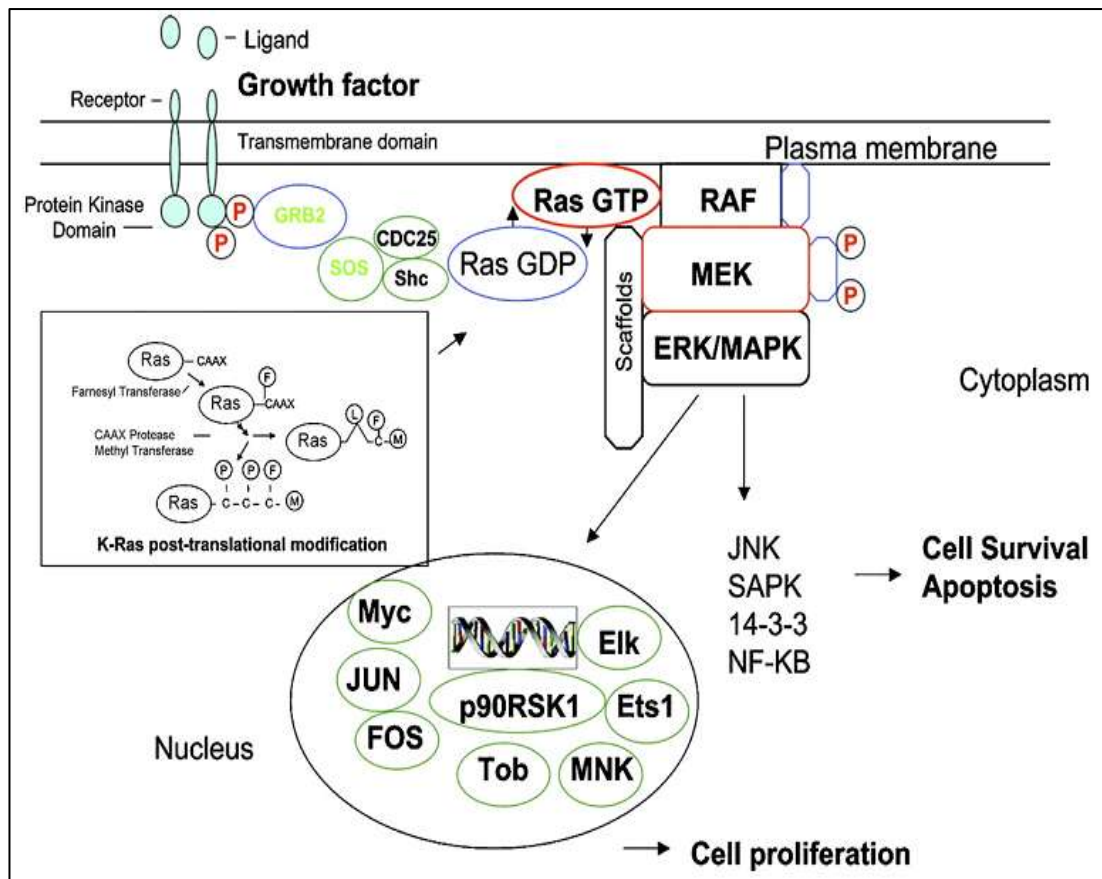 Ligand
Growth factor
Receptor
Transmembrane domain
Plasma membrane
Protein Kinase
Domain
P
P
GRB2
SOS
CDC25
Shc
Ras GDP
Ras GTP
RAF
MEK
ERK/MAPK
Scaffolds
P
P
Cytoplasm
Ras
CAAX
Farnesyl Transferase
F
Ras
CAAX
CAAX Protease
Methyl Transferase
Ras
L
F
C
M
P
P
F
Ras
C
C
C
M
K-Ras post-translational modification
JNK
SAPK
14-3-3
NF-KB
Cell Survival
Apoptosis
Nucleus
Myc
JUN
FOS
Elk
p90RSK1
Ets1
Tob
MNK
Cell proliferation